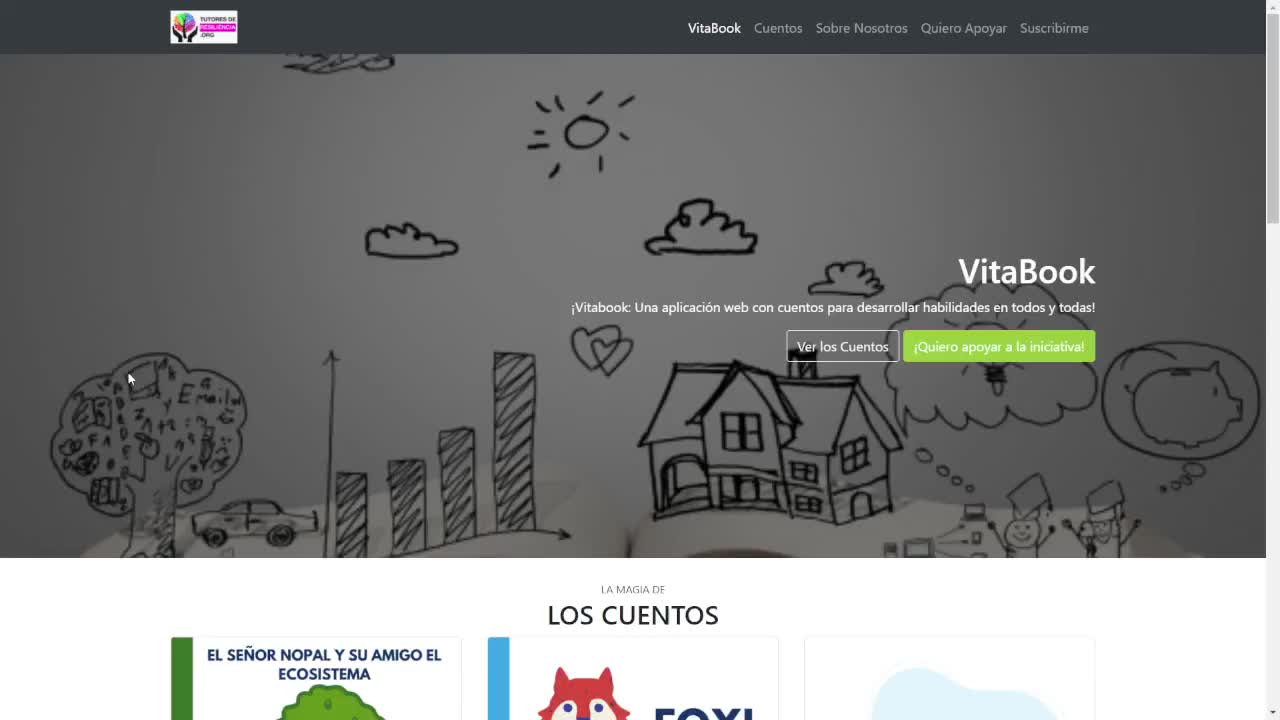 TUTORES DE
RESILIÊNCIA
.ORG
VitaBook
Cuentos
Sobre Nosotros
Quiero Apoyar
Suscribirme
VitaBook
¡Vitabook: Una aplicación web con cuentos para desarrollar habilidades en todos y todas!
Ver los Cuentos
¡Quiero apoyar a la iniciativa!
Email
LA MAGIA DE
LOS CUENTOS
EL SEÑOR NOPAL Y SU AMIGO EL
ECOSISTEMA
FOXI